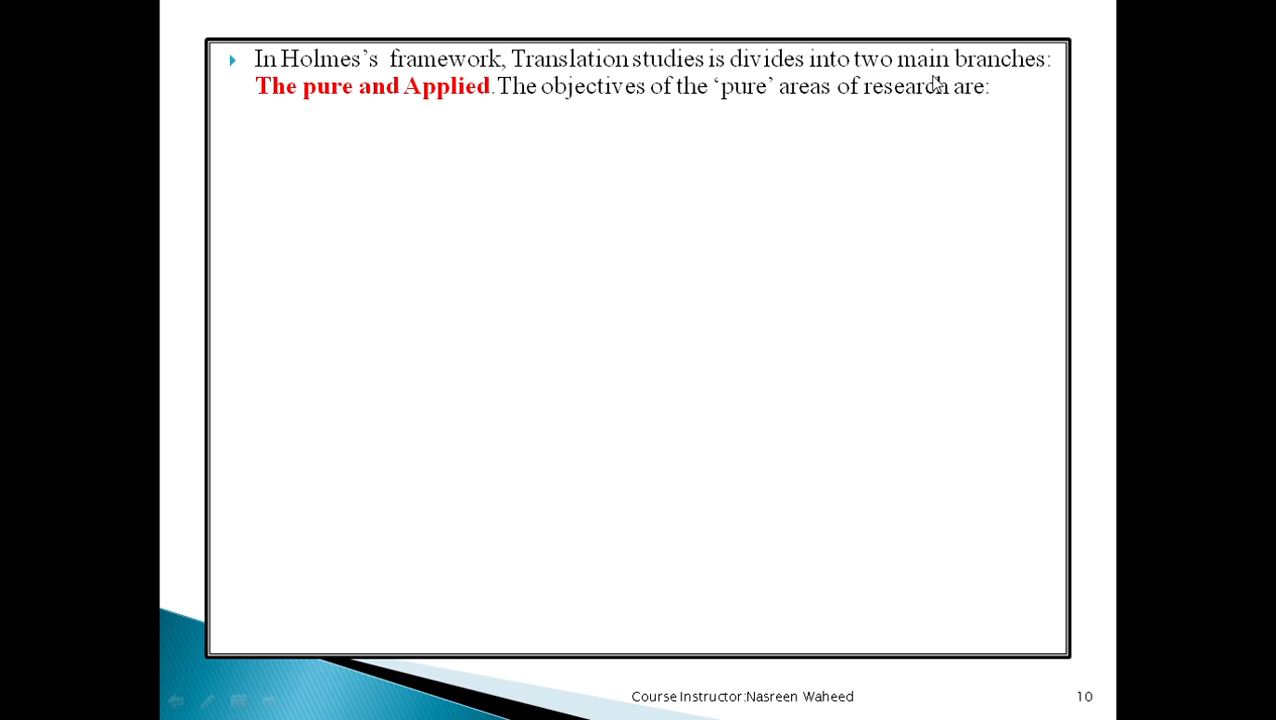 In Holmes’s framework, Translation studies is divides into two main branches:
The pure and Applied.The objectives of the ‘pure’ areas of research are:
Course Instructor:Nasreen Waheed
10